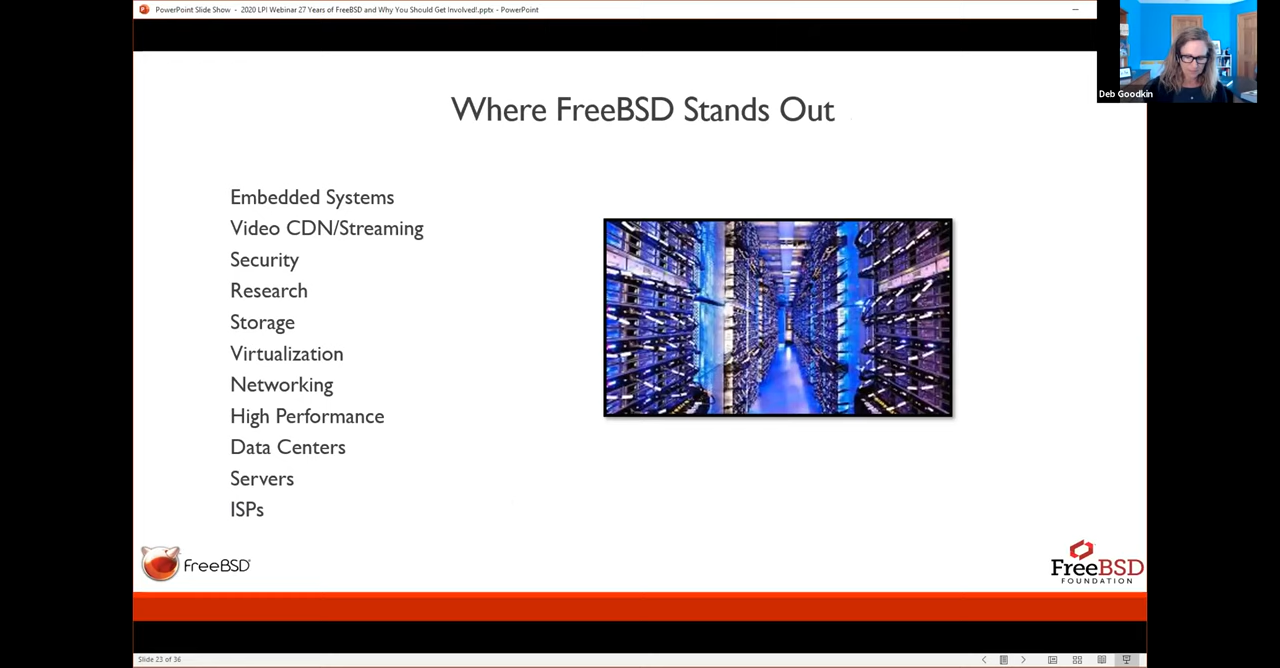 PowerPoint Slide Show - 2020 LPI Webinar 27 Years of FreeBSD and Why You Should Get Involved!.pptx - PowerPoint
Deb Goodkin
Where FreeBSD Stands Out
Embedded Systems
Video CDN/Streaming
Security
Research
Storage
Virtualization
Networking
High Performance
Data Centers
Servers
ISPs
FreeBSD
FreeBSD
FOUNDATION
Slide 23 of 36